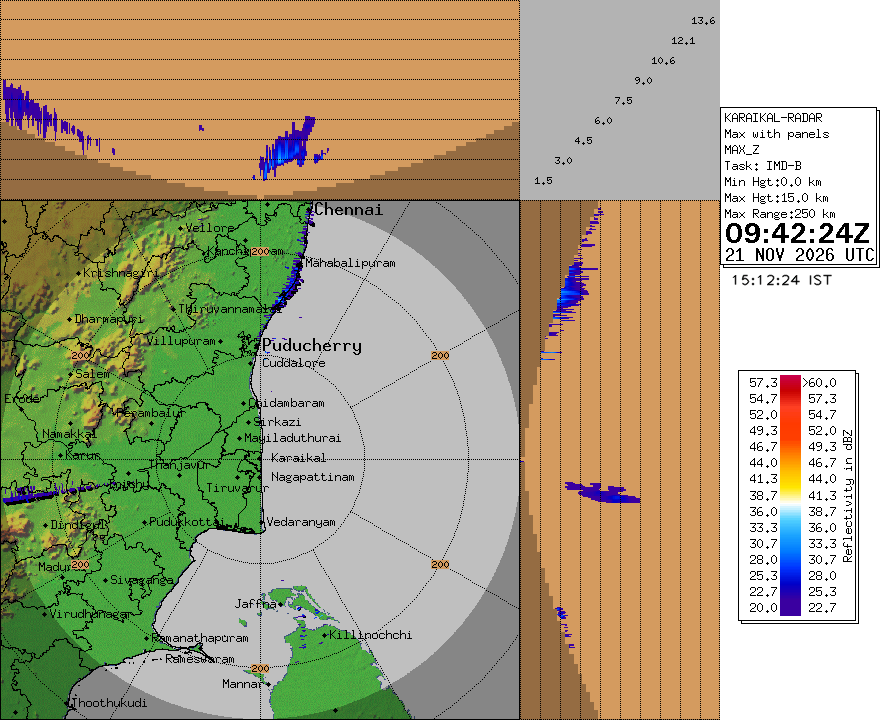 13.6
12.1
10.6
9.0
7.5
6.0
4.5
3.0
1.5
KARAIKAL-RADAR
Max with panels
MAX_Z
Task: IMD-B
Min Hgt:0.0 km
Max Hgt:15.0 km
Max Range:250 km
09:42:24Z
21 NOV 2026 UTC
15:12:24 IST
Chennai
Vellore
200
Mahabalipuram
Krishnagiri
Thiruvannamalai
Dharmapuri
Villupuram
Puducherry
200
200
Cuddalore
Salem
Erode
Chidambaram
Perambalur
Sirkazi
Namakkal
Mayiladuthurai
Karur
Karaikal
Thanjavur
Nagapattinam
Tiruvarur
Dindigul
Pudukkottai
Vedaranyam
200
200
Sivaganga
Jaffna
Virudhunagar
Ramanathapuram
Killinochchi
Rameswaram
200
Mannar
Thoothukudi
57.3 >60.0
54.7 57.3
52.0 54.7
49.3 52.0
46.7 49.3
44.0 46.7
41.3 44.0
38.7 41.3
36.0 38.7
33.3 36.0
30.7 33.3
28.0 30.7
25.3 28.0
22.7 25.3
20.0 22.7
Reflectivity in dBZ